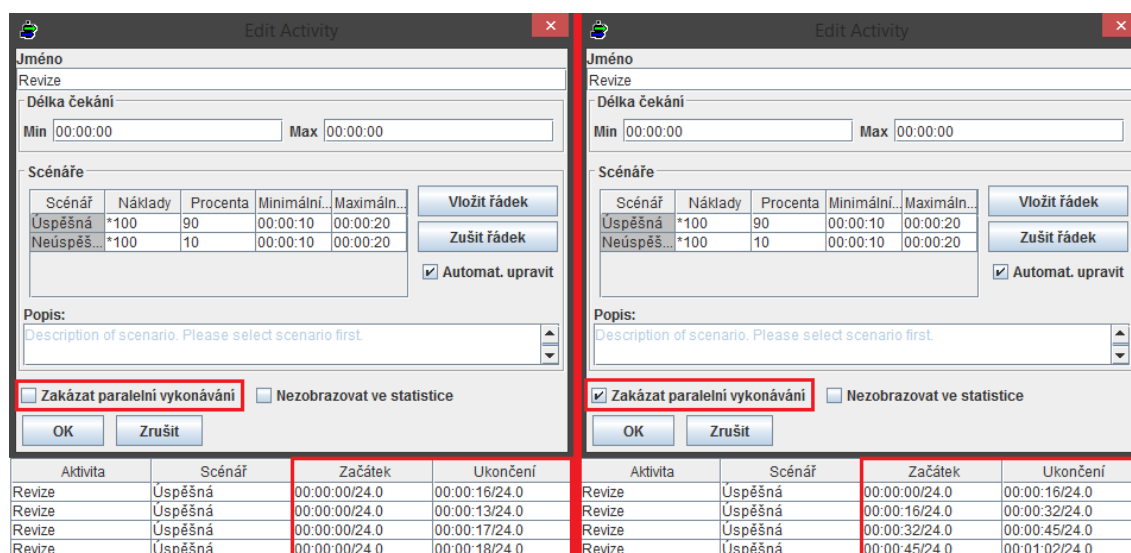 Edit Activity
Jméno
Revize
Délka čekání
Min 00:00:00 Max 00:00:00
Scénáře
Scénář Náklady Procenta Minimální... Maximáln...
Úspěšná *100 90 00:00:10 00:00:20
Neúspěš... *100 10 00:00:10 00:00:20
Vložit řádek
Zušit řádek
Automat. upravit
Popis:
Description of scenario. Please select scenario first.
Zakázat paralelní vykonávání Nezobrazovat ve statistice
OK Zrušit
Aktivita Scénář Začátek Ukončení
Revize Úspěšná 00:00:00/24.0 00:00:16/24.0
Revize Úspěšná 00:00:00/24.0 00:00:13/24.0
Revize Úspěšná 00:00:00/24.0 00:00:17/24.0
Revize Úspěšná 00:00:00/24.0 00:00:18/24.0
Edit Activity
Jméno
Revize
Délka čekání
Min 00:00:00 Max 00:00:00
Scénáře
Scénář Náklady Procenta Minimální... Maximáln...
Úspěšná *100 90 00:00:10 00:00:20
Neúspěš... *100 10 00:00:10 00:00:20
Vložit řádek
Zušit řádek
Automat. upravit
Popis:
Description of scenario. Please select scenario first.
Zakázat paralelní vykonávání Nezobrazovat ve statistice
OK Zrušit
Aktivita Scénář Začátek Ukončení
Revize Úspěšná 00:00:00/24.0 00:00:16/24.0
Revize Úspěšná 00:00:16/24.0 00:00:32/24.0
Revize Úspěšná 00:00:32/24.0 00:00:45/24.0
Revize Úspěšná 00:00:45/24.0 00:01:02/24.0